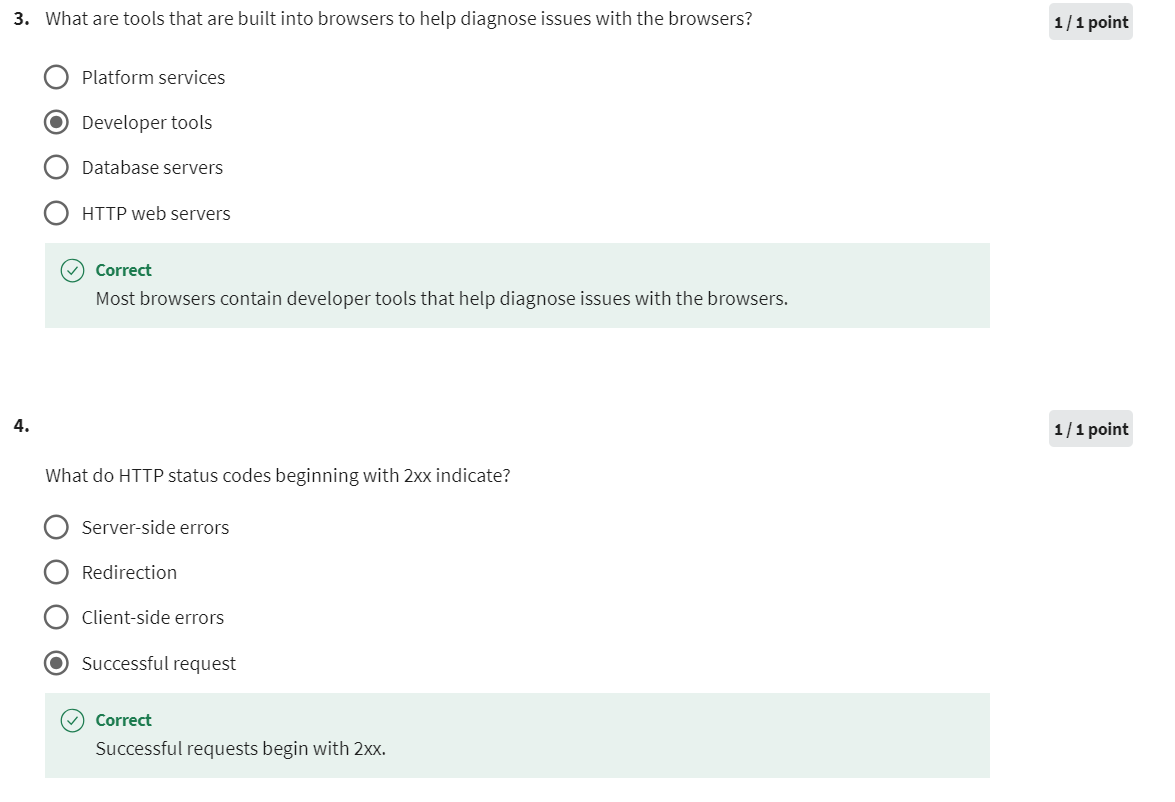 3. What are tools that are built into browsers to help diagnose issues with the browsers?
1 / 1 point
Platform services
Developer tools
Database servers
HTTP web servers
Correct
Most browsers contain developer tools that help diagnose issues with the browsers.
4.
1 / 1 point
What do HTTP status codes beginning with 2xx indicate?
Server-side errors
Redirection
Client-side errors
Successful request
Correct
Successful requests begin with 2xx.